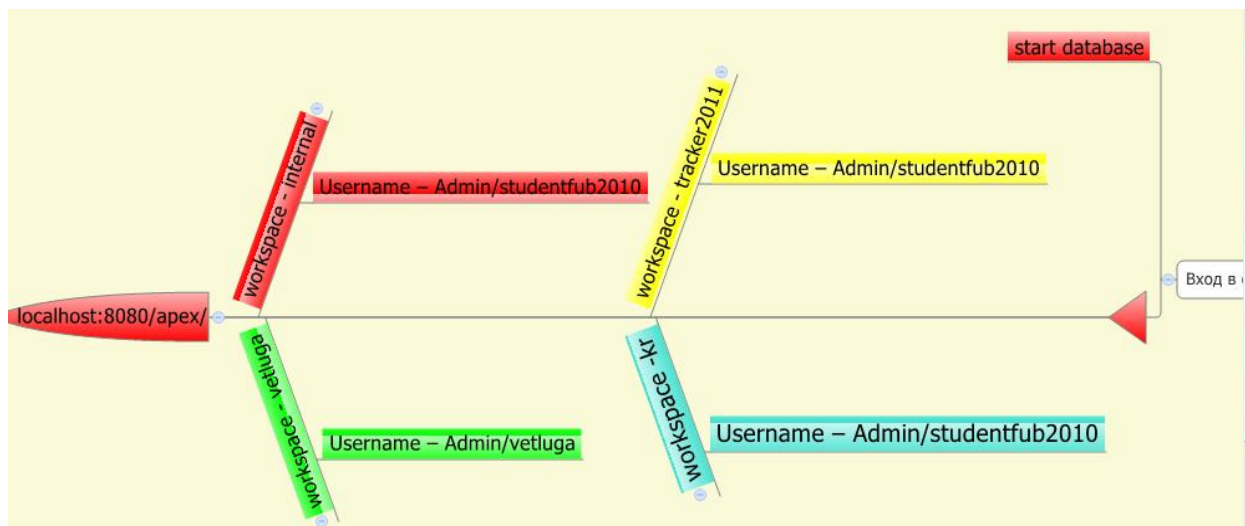 start database
workspace - internal
Username – Admin/studentfub2010
workspace - tracker2011
Username – Admin/studentfub2010
localhost:8080/apex/
Вход в
workspace - vetluga
Username – Admin/vetluga
workspace -kr
Username – Admin/studentfub2010